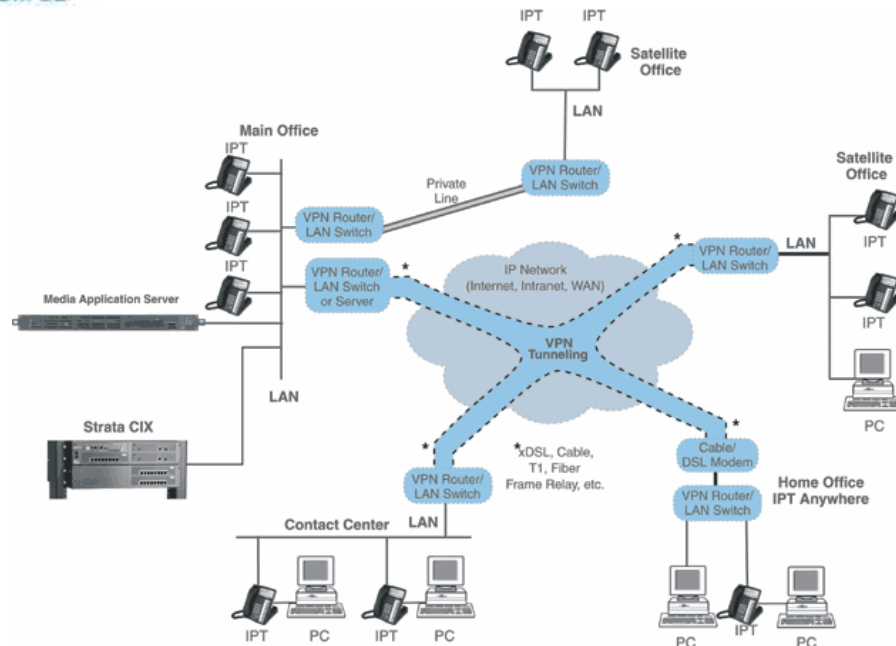 IPT
IPT
Satellite
Office
LAN
Main Office
IPT
IPT
IPT
Private
Line
VPN Router/
LAN Switch
VPN Router/
LAN Switch
Satellite
Office
IPT
IPT
PC
LAN
*
VPN Router/
LAN Switch
VPN Router/
LAN Switch
or Server
*
IP Network
(Internet, Intranet, WAN)
VPN
Tunneling
Media Application Server
LAN
Strata CIX
*
VPN Router/
LAN Switch
*xDSL, Cable,
T1, Fiber
Frame Relay, etc.
*
Cable/
DSL Modem
VPN Router/
LAN Switch
Home Office
IPT Anywhere
Contact Center
LAN
IPT
PC
IPT
PC
PC
IPT
PC